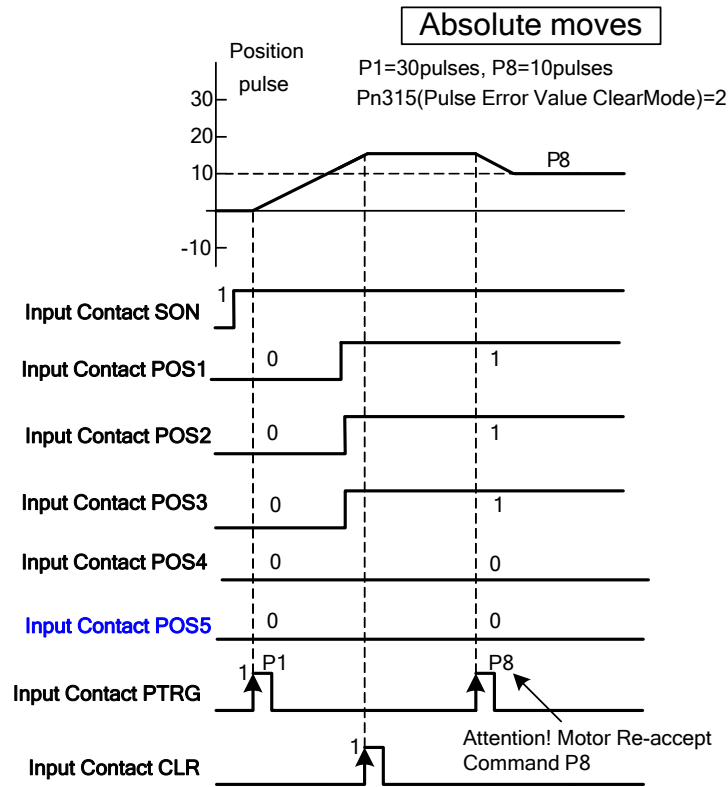 Absolute moves
Position
pulse
P1=30pulses, P8=10pulses
Pn315(Pulse Error Value ClearMode)=2
30
20
10
P8
-10
1
Input Contact SON
Input Contact POS1
0
1
Input Contact POS2
0
1
Input Contact POS3
0
1
Input Contact POS4
0
0
Input Contact POS5
0
0
Input Contact PTRG
1
P1
P8
Attention! Motor Re-accept
Command P8
Input Contact CLR
1